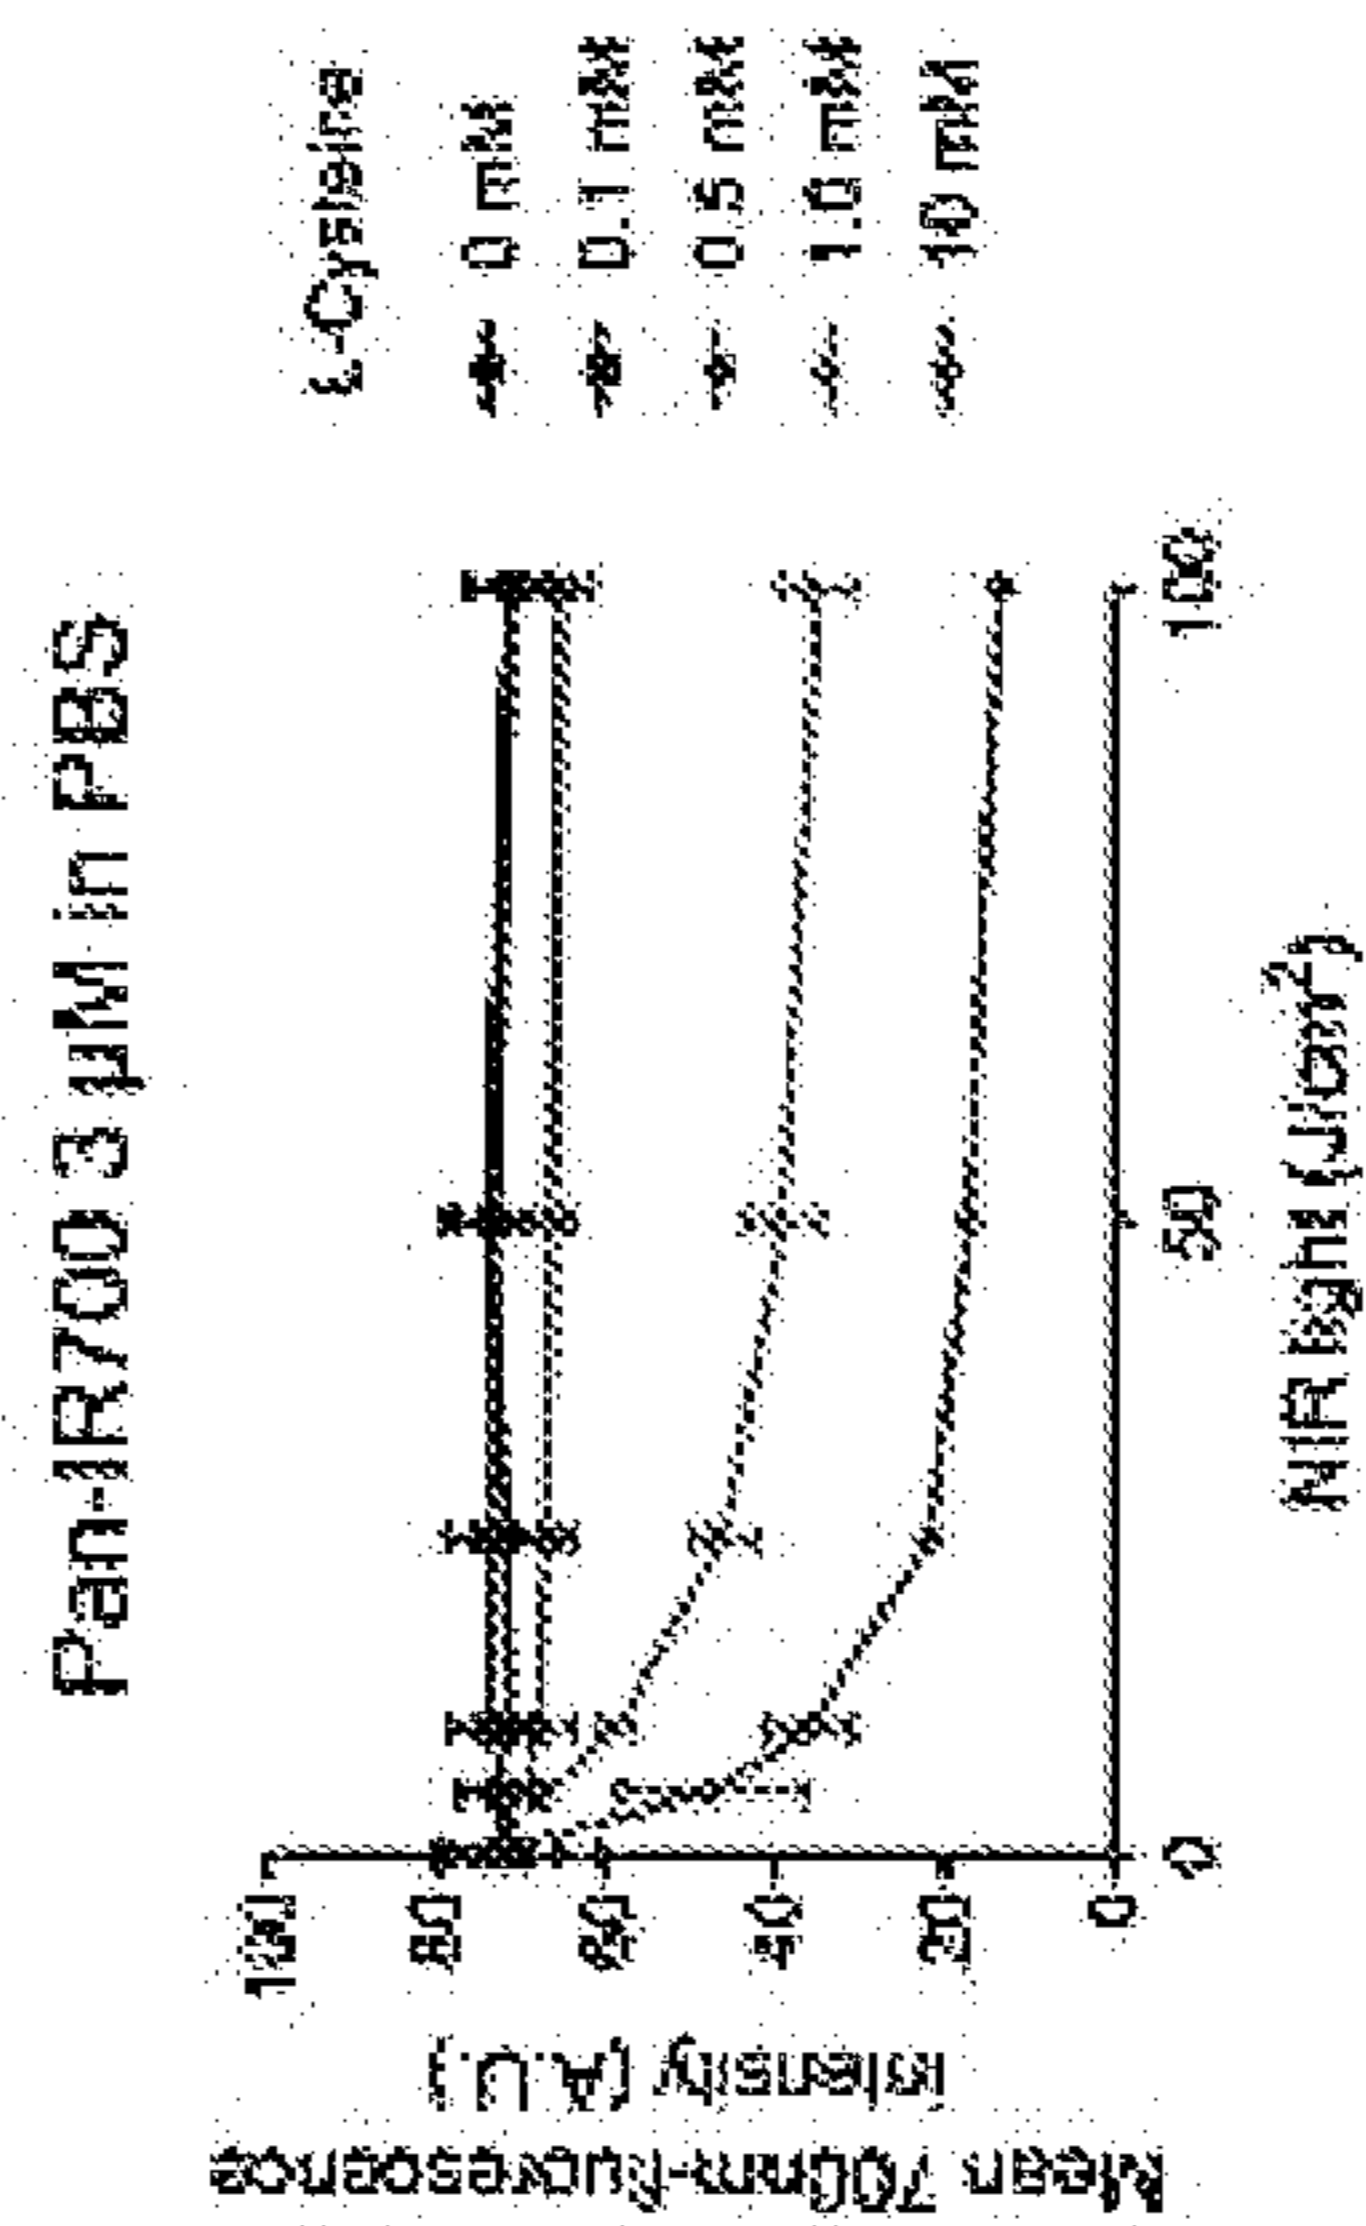 Pan-IR700 3 µM in PBS
Mean 700nm-fluorescence
intensity (A.U.)
100
80
60
40
20
0
0
50
100
NIR light (J/cm²)
L-Cysteine
0 mM
0.1 mM
0.5 mM
1.0 mM
10 mM